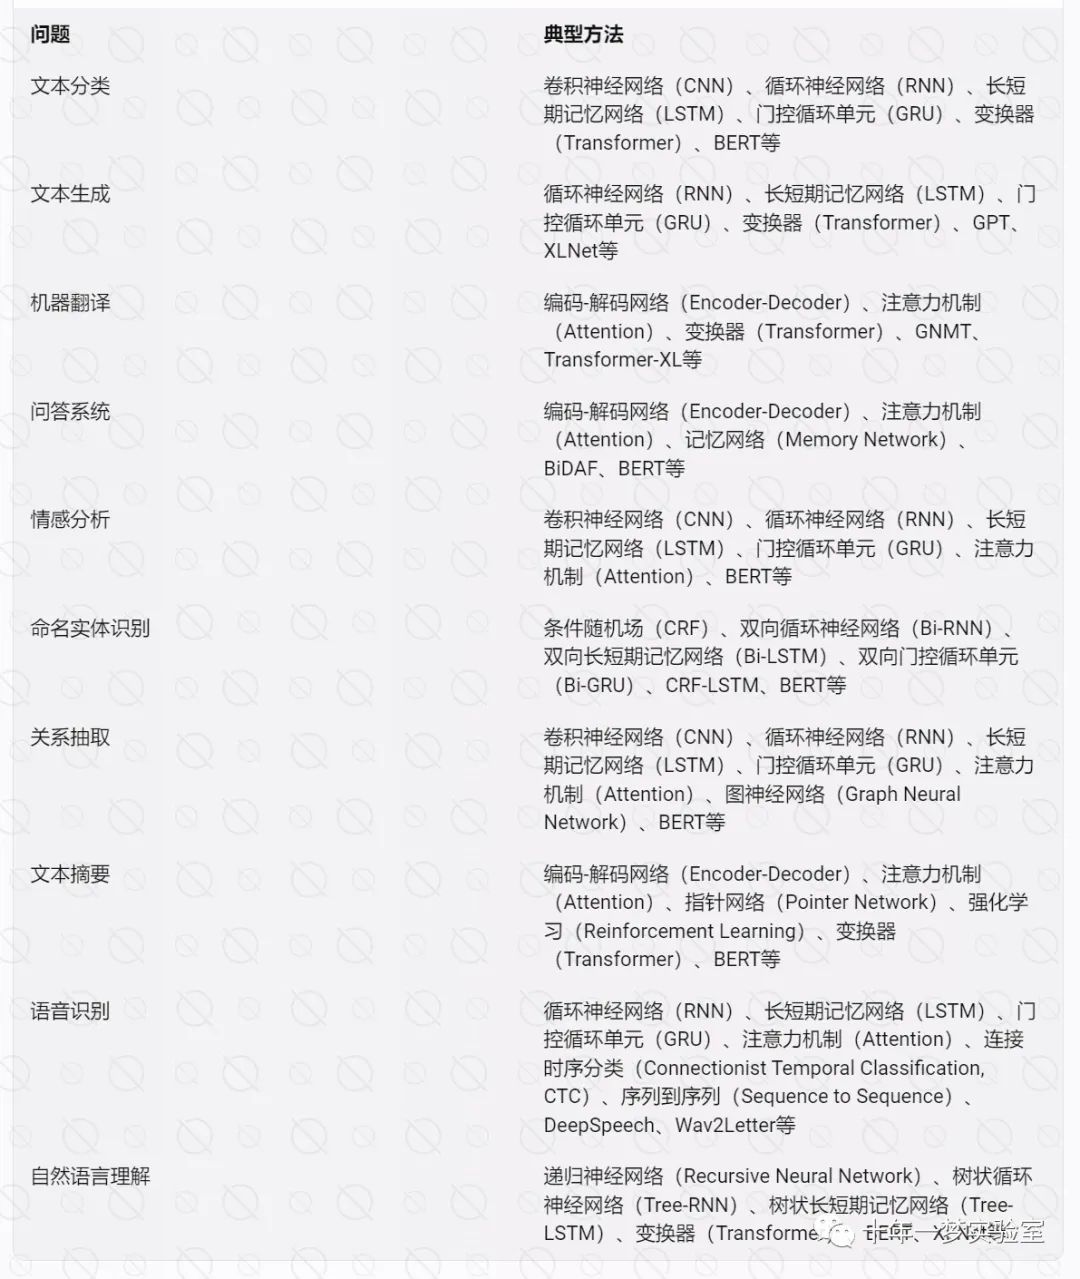 问题
典型方法
文本分类
卷积神经网络（CNN）、循环神经网络（RNN）、长短
期记忆网络（LSTM）、门控循环单元（GRU）、变换器
（Transformer）、BERT等
文本生成
循环神经网络（RNN）、长短期记忆网络（LSTM）、门
控循环单元（GRU）、变换器（Transformer）、GPT、
XLNet等
机器翻译
编码-解码网络（Encoder-Decoder）、注意力机制
（Attention）、变换器（Transformer）、GNMT、
Transformer-XL等
问答系统
编码-解码网络（Encoder-Decoder）、注意力机制
（Attention）、记忆网络（Memory Network）、
BiDAF、BERT等
情感分析
卷积神经网络（CNN）、循环神经网络（RNN）、长短
期记忆网络（LSTM）、门控循环单元（GRU）、注意力
机制（Attention）、BERT等
命名实体识别
条件随机场（CRF）、双向循环神经网络（Bi-RNN）、
双向长短期记忆网络（Bi-LSTM）、双向门控循环单元
（Bi-GRU）、CRF-LSTM、BERT等
关系抽取
卷积神经网络（CNN）、循环神经网络（RNN）、长短
期记忆网络（LSTM）、门控循环单元（GRU）、注意力
机制（Attention）、图神经网络（Graph Neural
Network）、BERT等
文本摘要
编码-解码网络（Encoder-Decoder）、注意力机制
（Attention）、指针网络（Pointer Network）、强化学
习（Reinforcement Learning）、变换器
（Transformer）、BERT等
语音识别
循环神经网络（RNN）、长短期记忆网络（LSTM）、门
控循环单元（GRU）、注意力机制（Attention）、连接
时序分类（Connectionist Temporal Classification,
CTC）、序列到序列（Sequence to Sequence）、
DeepSpeech、Wav2Letter等
自然语言理解
递归神经网络（Recursive Neural Network）、树状循环
神经网络（Tree-RNN）、树状长短期记忆网络（Tree-
LSTM）、变换器（Transforme
十年一梦实验室